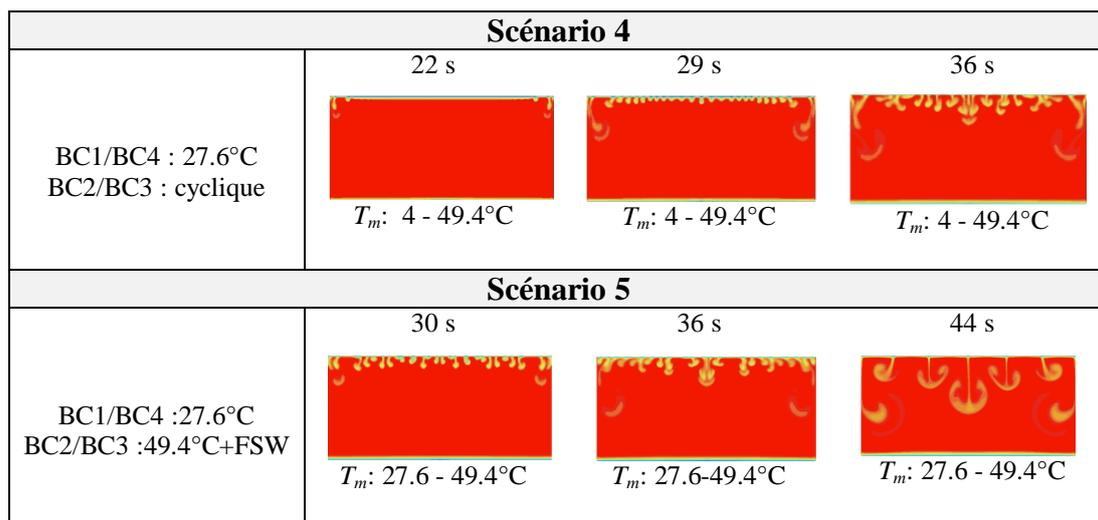 Scénario 4
22 s 29 s 36 s
BC1/BC4 : 27.6°C
BC2/BC3 : cyclique
Tm: 4 - 49.4°C Tm: 4 - 49.4°C Tm: 4 - 49.4°C
Scénario 5
30 s 36 s 44 s
BC1/BC4 :27.6°C
BC2/BC3 :49.4°C+FSW
Tm: 27.6 - 49.4°C Tm: 27.6-49.4°C Tm: 27.6 - 49.4°C